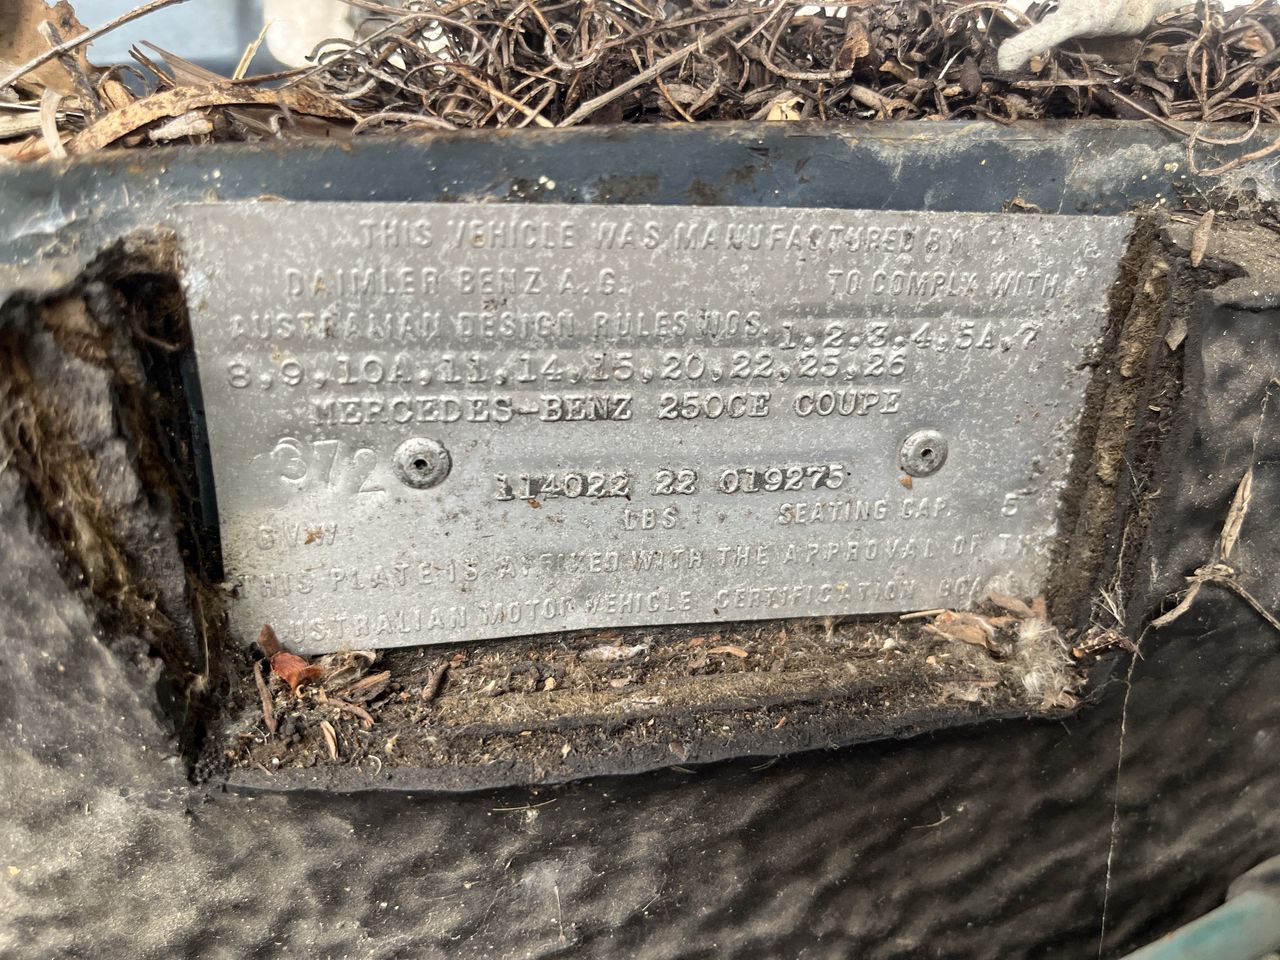 THIS VEHICLE WAS MANUFACTURED BY
DAIMLER BENZ A.G. TO COMPLY WITH
AUSTRALIAN DESIGN RULES NOS. 1,2,3,4,5A,7
8,9,10A,11,14,15,20,22,25,26
MERCEDES-BENZ 250CE COUPE
372
114022 22 019275
GVW LBS SEATING CAP. 5
THIS PLATE IS AFFIXED WITH THE APPROVAL OF THE
AUSTRALIAN MOTOR VEHICLE CERTIFICATION